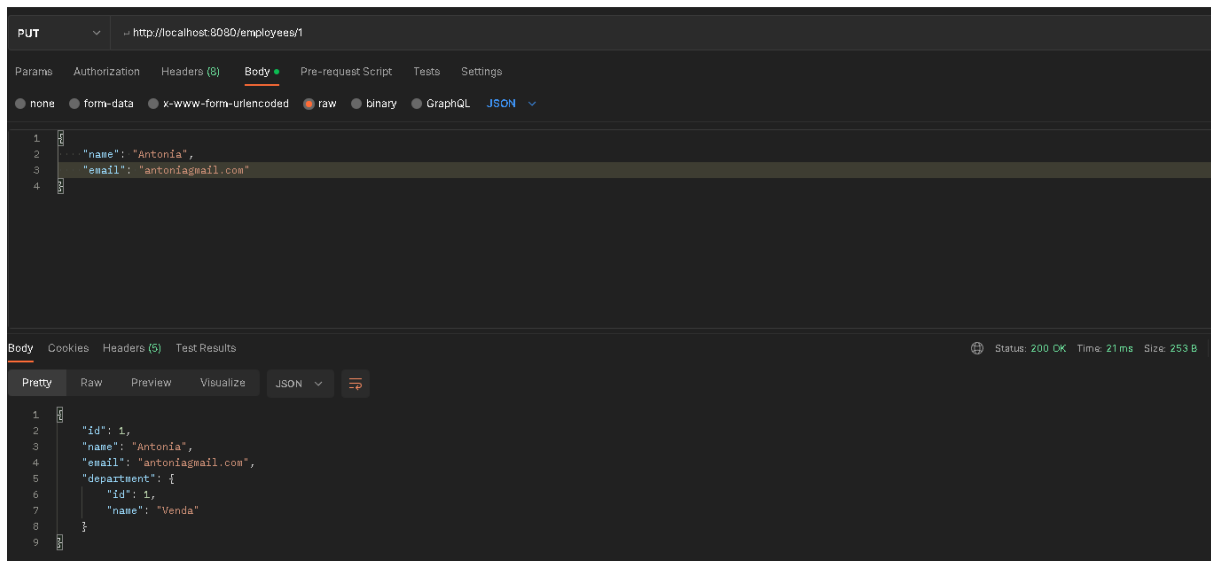 PUT http://localhost:8080/employees/1
Params Authorization Headers (8) Body Pre-request Script Tests Settings
none form-data x-www-form-urlencoded raw binary GraphQL JSON
1 {
2 "name": "Antonia",
3 "email": "antoniagmail.com"
4 }
Body Cookies Headers (5) Test Results Status: 200 OK Time: 21 ms Size: 253 B
Pretty Raw Preview Visualize JSON
1 {
2 "id": 1,
3 "name": "Antonia",
4 "email": "antoniagmail.com",
5 "department": {
6 "id": 1,
7 "name": "Venda"
8 }
9 }